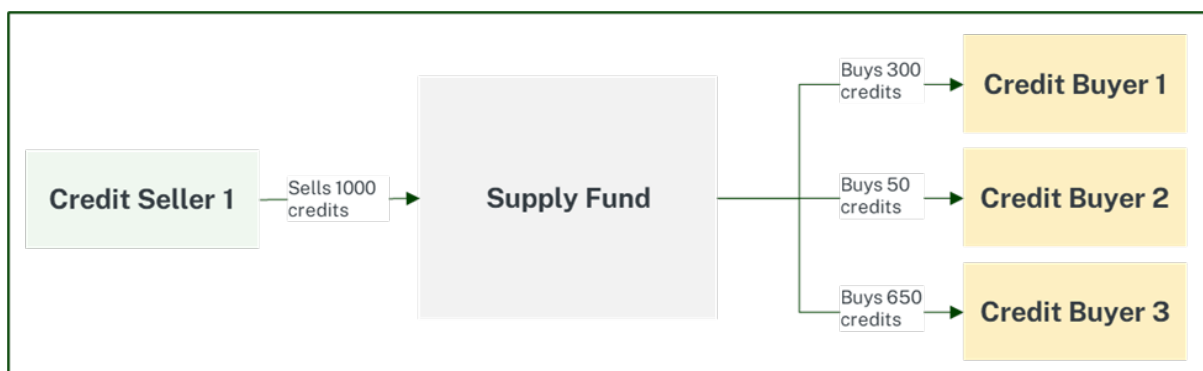 Credit Seller 1
Sells 1000
credits
Supply Fund
Buys 300
credits
Credit Buyer 1
Buys 50
credits
Credit Buyer 2
Buys 650
credits
Credit Buyer 3